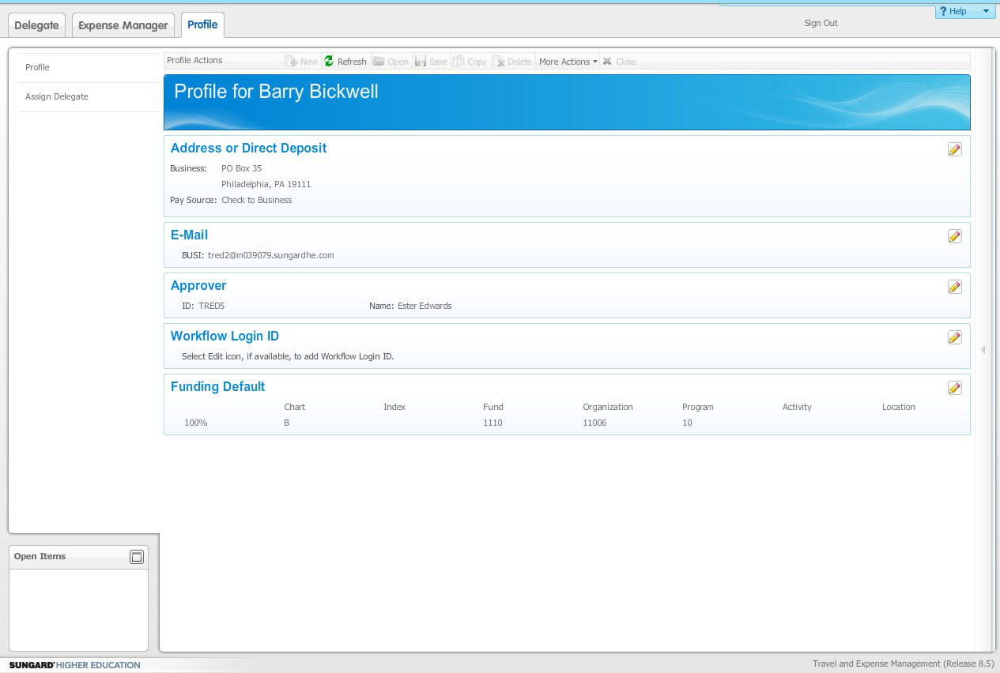 ? Help
Delegate Expense Manager Profile Sign Out
Profile
Assign Delegate
Profile Actions New Refresh Open Save Copy Delete More Actions Close
Profile for Barry Bickwell
Address or Direct Deposit
Business: PO Box 35
Philadelphia, PA 19111
Pay Source: Check to Business
E-Mail
BUSI: tred2@m039079.sungardhe.com
Approver
ID: TRED5 Name: Ester Edwards
Workflow Login ID
Select Edit icon, if available, to add Workflow Login ID.
Funding Default
Chart Index Fund Organization Program Activity Location
100% B 1110 11006 10
Open Items
SUNGARD HIGHER EDUCATION Travel and Expense Management (Release 8.5)